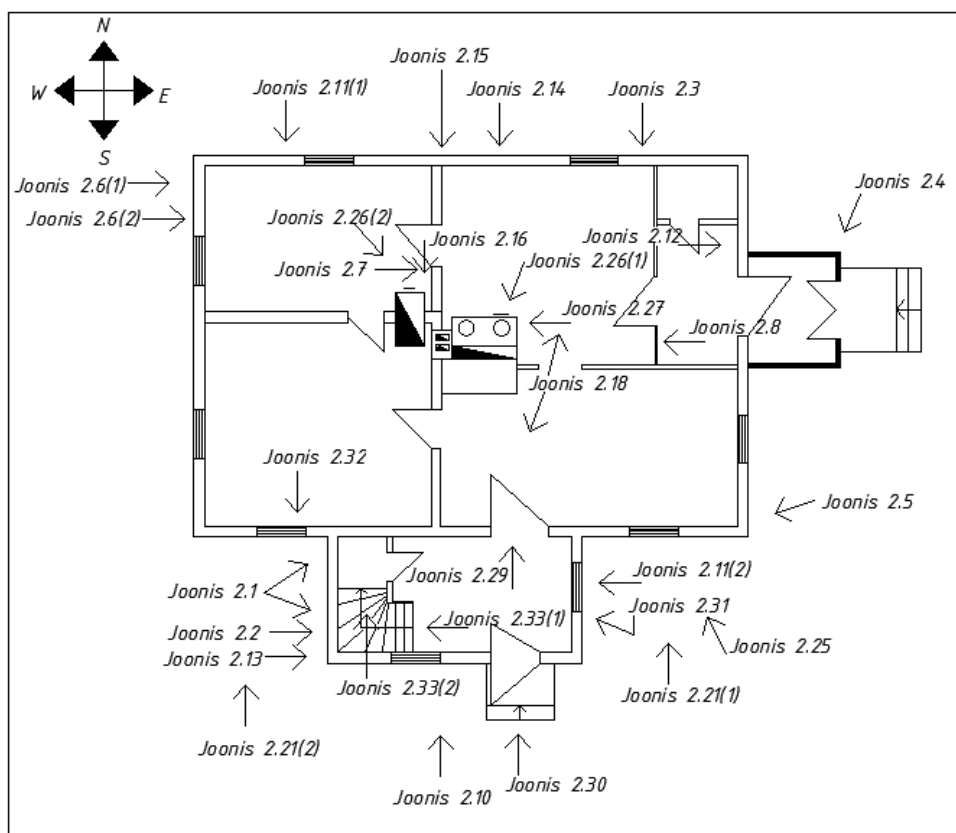 N
Joonis 2.15
Joonis 2.11(1)
Joonis 2.14
Joonis 2.3
W
E
S
Joonis 2.6(1)
Joonis 2.4
Joonis 2.6(2)
Joonis 2.26(2)
Joonis 2.16
Joonis 2.12
Joonis 2.7
Joonis 2.26(1)
Joonis 2.27
Joonis 2.8
Joonis 2.18
Joonis 2.32
Joonis 2.5
Joonis 2.29
Joonis 2.11(2)
Joonis 2.1
Joonis 2.31
Joonis 2.33(1)
Joonis 2.2
Joonis 2.25
Joonis 2.13
Joonis 2.33(2)
Joonis 2.21(1)
Joonis 2.21(2)
Joonis 2.10
Joonis 2.30